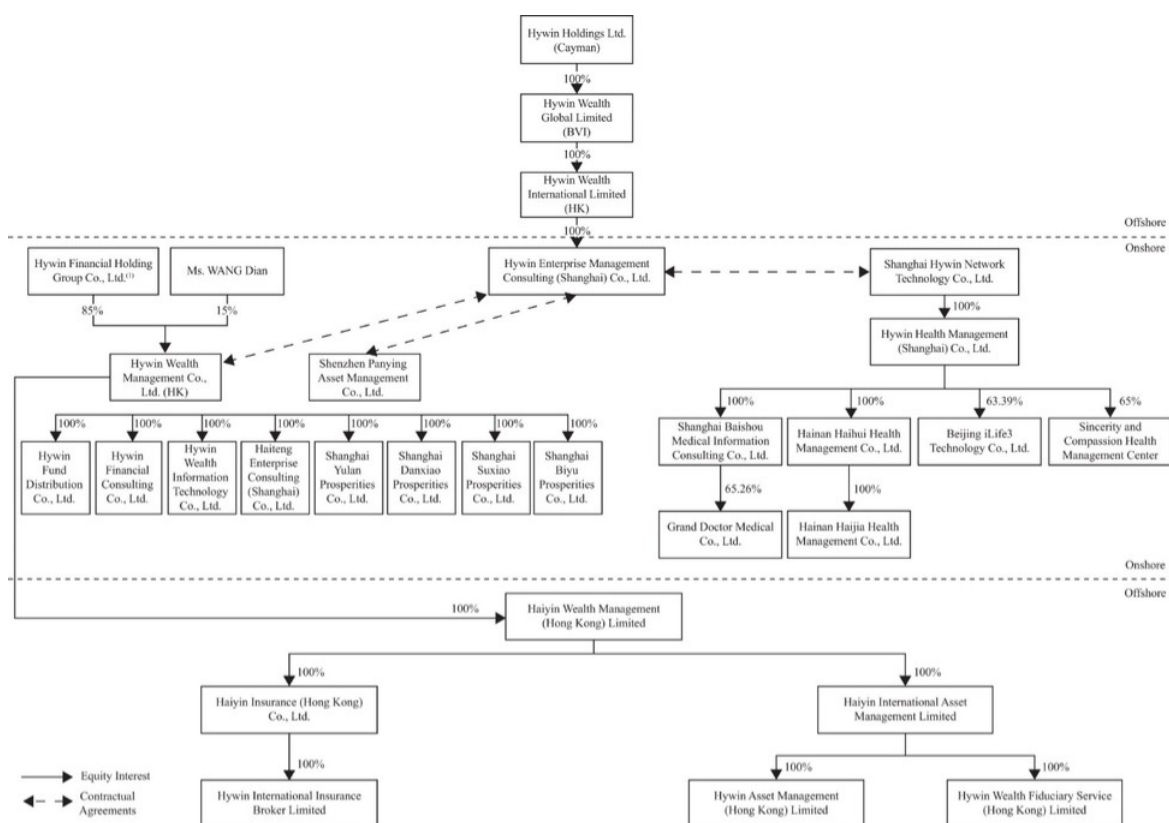 Hywin Holdings Ltd.
(Cayman)
100%
Hywin Wealth
Global Limited
(BVI)
100%
Hywin Wealth
International Limited
(HK)
100%
Offshore
Onshore
Hywin Financial Holding
Group Co., Ltd.(1)
Ms. WANG Dian
Hywin Enterprise Management
Consulting (Shanghai) Co., Ltd.
Shanghai Hywin Network
Technology Co., Ltd.
85%
15%
100%
Hywin Wealth
Management Co.,
Ltd. (HK)
Shenzhen Panying
Asset Management
Co., Ltd.
Hywin Health Management
(Shanghai) Co., Ltd.
100%
100%
100%
100%
100%
100%
100%
100%
Hywin
Fund
Distribution
Co., Ltd.
Hywin
Financial
Consulting
Co., Ltd.
Hywin
Wealth
Information
Technology
Co., Ltd.
Haiteng
Enterprise
Consulting
(Shanghai)
Co., Ltd.
Shanghai
Yulan
Prosperities
Co., Ltd.
Shanghai
Danxiao
Prosperities
Co., Ltd.
Shanghai
Suxiao
Prosperities
Co., Ltd.
Shanghai
Biyu
Prosperities
Co., Ltd.
100%
100%
63.39%
65%
Shanghai Baishou
Medical Information
Consulting Co., Ltd.
Hainan Haihui Health
Management Co., Ltd.
Beijing iLife3
Technology Co., Ltd.
Sincerity and
Compassion Health
Management Center
65.26%
100%
Grand Doctor Medical
Co., Ltd.
Hainan Haijia Health
Management Co., Ltd.
Onshore
Offshore
100%
Haiyin Wealth Management
(Hong Kong) Limited
100%
100%
Haiyin Insurance (Hong Kong)
Co., Ltd.
Haiyin International Asset
Management Limited
100%
100%
100%
Hywin International Insurance
Broker Limited
Hywin Asset Management
(Hong Kong) Limited
Hywin Wealth Fiduciary Service
(Hong Kong) Limited
Equity Interest
Contractual
Agreements